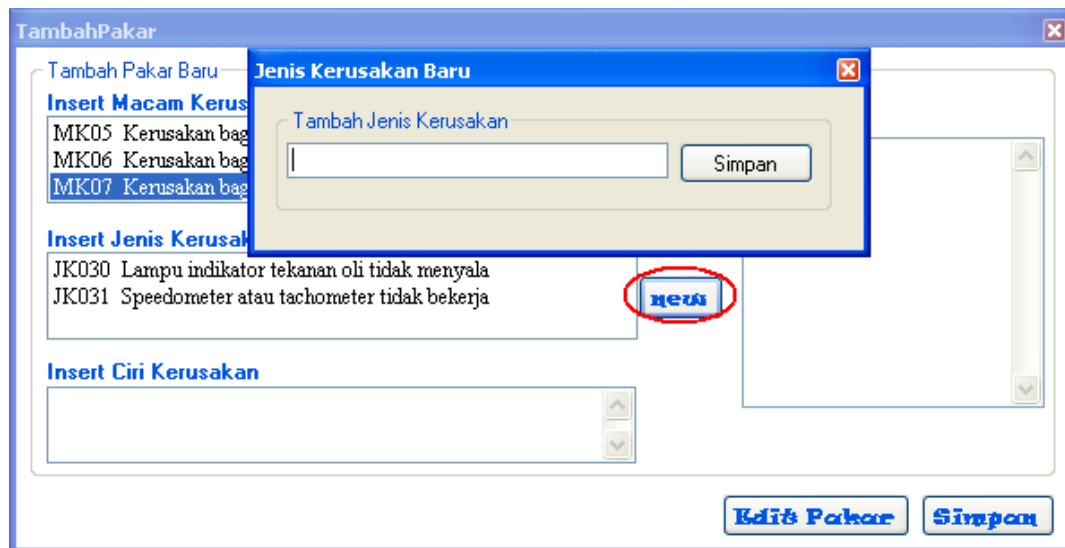 TambahPakar
Tambah Pakar Baru
Insert Macam Kerus
MK05 Kerusakan bag
MK06 Kerusakan bag
MK07 Kerusakan bag
Jenis Kerusakan Baru
Tambah Jenis Kerusakan
Simpan
Insert Jenis Kerusak
JK030 Lampu indikator tekanan oli tidak menyala
JK031 Speedometer atau tachometer tidak bekerja
new
Insert Ciri Kerusakan
Edit Pakar Simpan